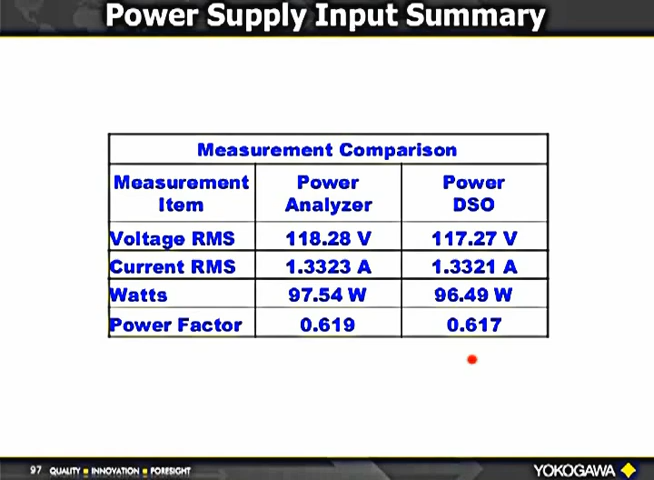 Power Supply Input Summary
Measurement Comparison
Measurement Item Power Analyzer Power DSO
Voltage RMS 118.28 V 117.27 V
Current RMS 1.3323 A 1.3321 A
Watts 97.54 W 96.49 W
Power Factor 0.619 0.617
97 QUALITY INNOVATION FORESIGHT YOKOGAWA